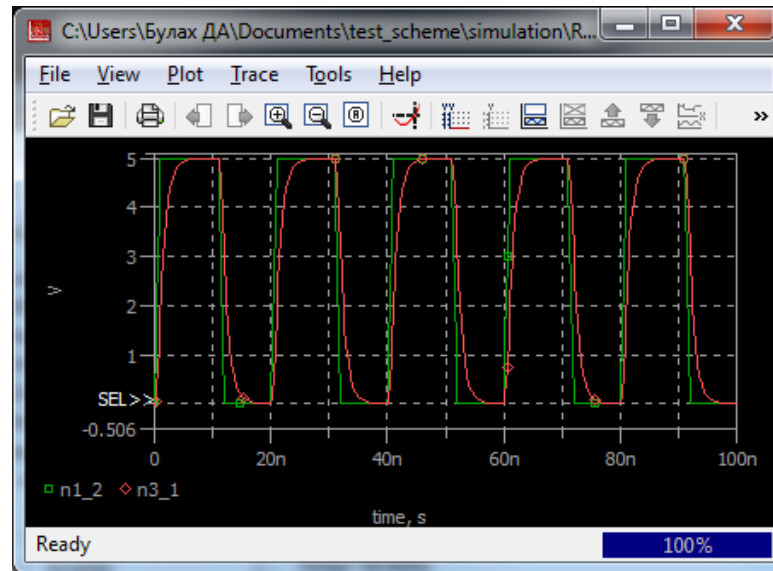 C:\Users\Булах ДА\Documents\test_scheme\simulation\R...
File View Plot Trace Tools Help
»
5
4
3
2
1
SEL>>
-0.506
V
0 20n 40n 60n 80n 100n
n1_2 n3_1
time, s
Ready 100%